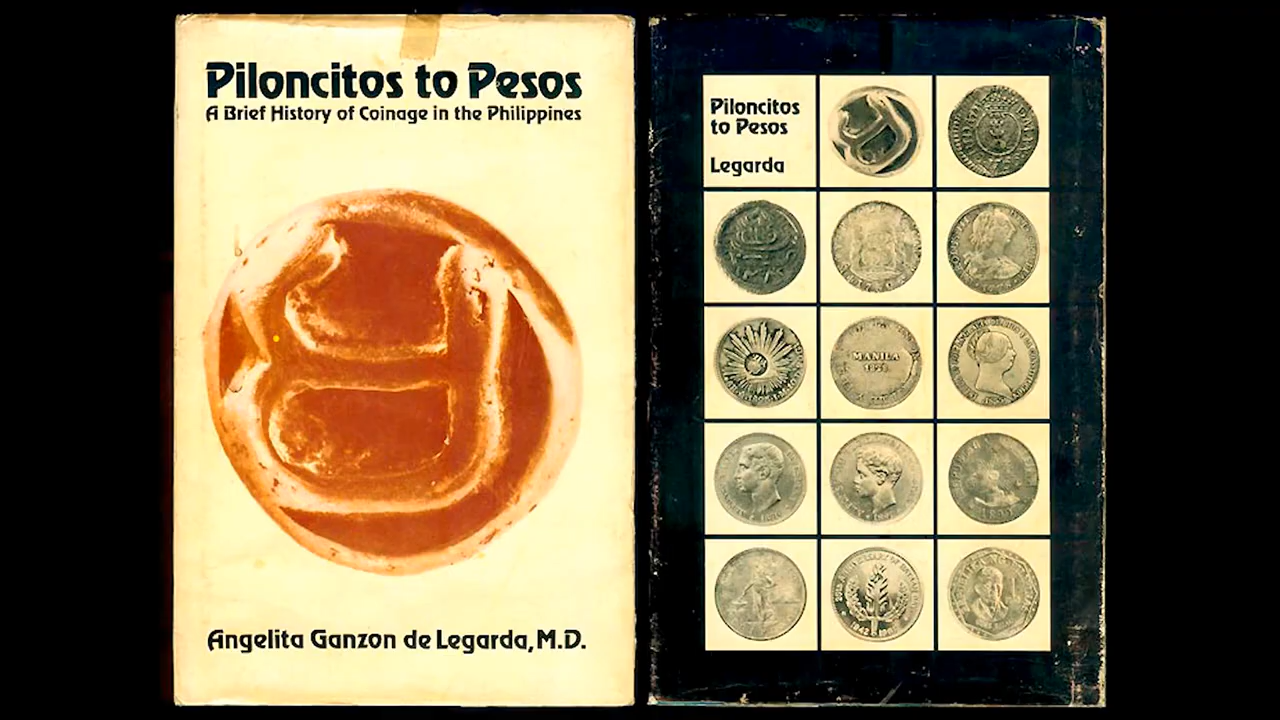 Piloncitos to Pesos
A Brief History of Coinage in the Philippines
Angelita Ganzon de Legarda, M.D.
Piloncitos
to Pesos
Legarda
MANILA